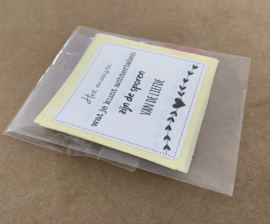 Het mooiste
wat je kunt achterlaten
zijn de sporen
VAN DE LIEFDE